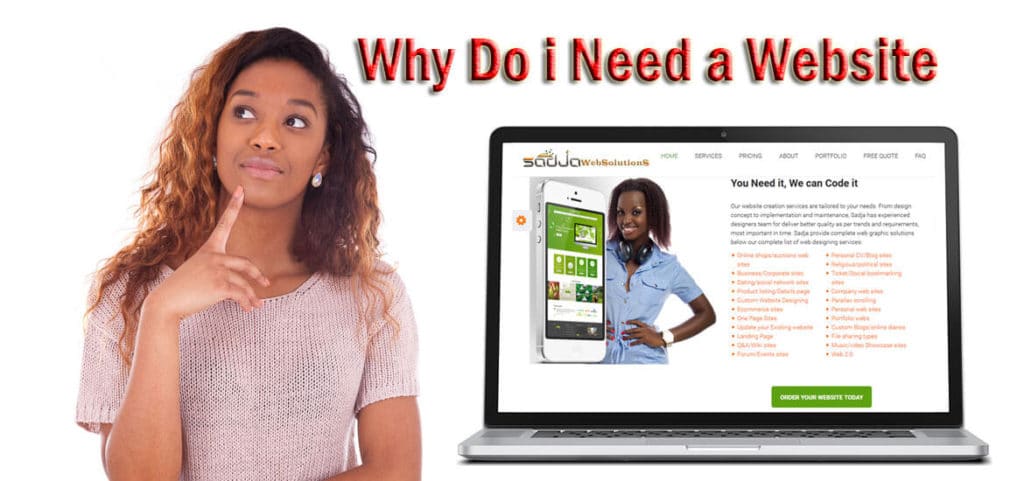 Why Do i Need a Website
sadja WebSolutionS
HOME SERVICES PRICING ABOUT PORTFOLIO FREE QUOTE FAQ
You Need it, We can Code it
Our website creation services are tailored to your needs. From design
concept to implementation and maintenance, Sadja has experienced
designers team for deliver better quality as per trends and requirements,
most important in time. Sadja provide complete web graphic solutions
below our complete list of web designing services:
Online shops/auctions web
sites
Business/Corporate sites
Dating/social network sites
Product listing/Details page
Custom Website Designing
Ecommerce sites
One Page Sites
Update your Existing website
Landing Page
Q&A/Wiki sites
Forum/Events sites
Personal CV/Blog sites
Religious/political sites
Ticket/Social bookmarking
sites
Company web sites
Parallax scrolling
Personal web sites
Portfolio webs
Custom Blogs/online diaries
File sharing types
Music/video Showcase sites
Web 2.0
ORDER YOUR WEBSITE TODAY